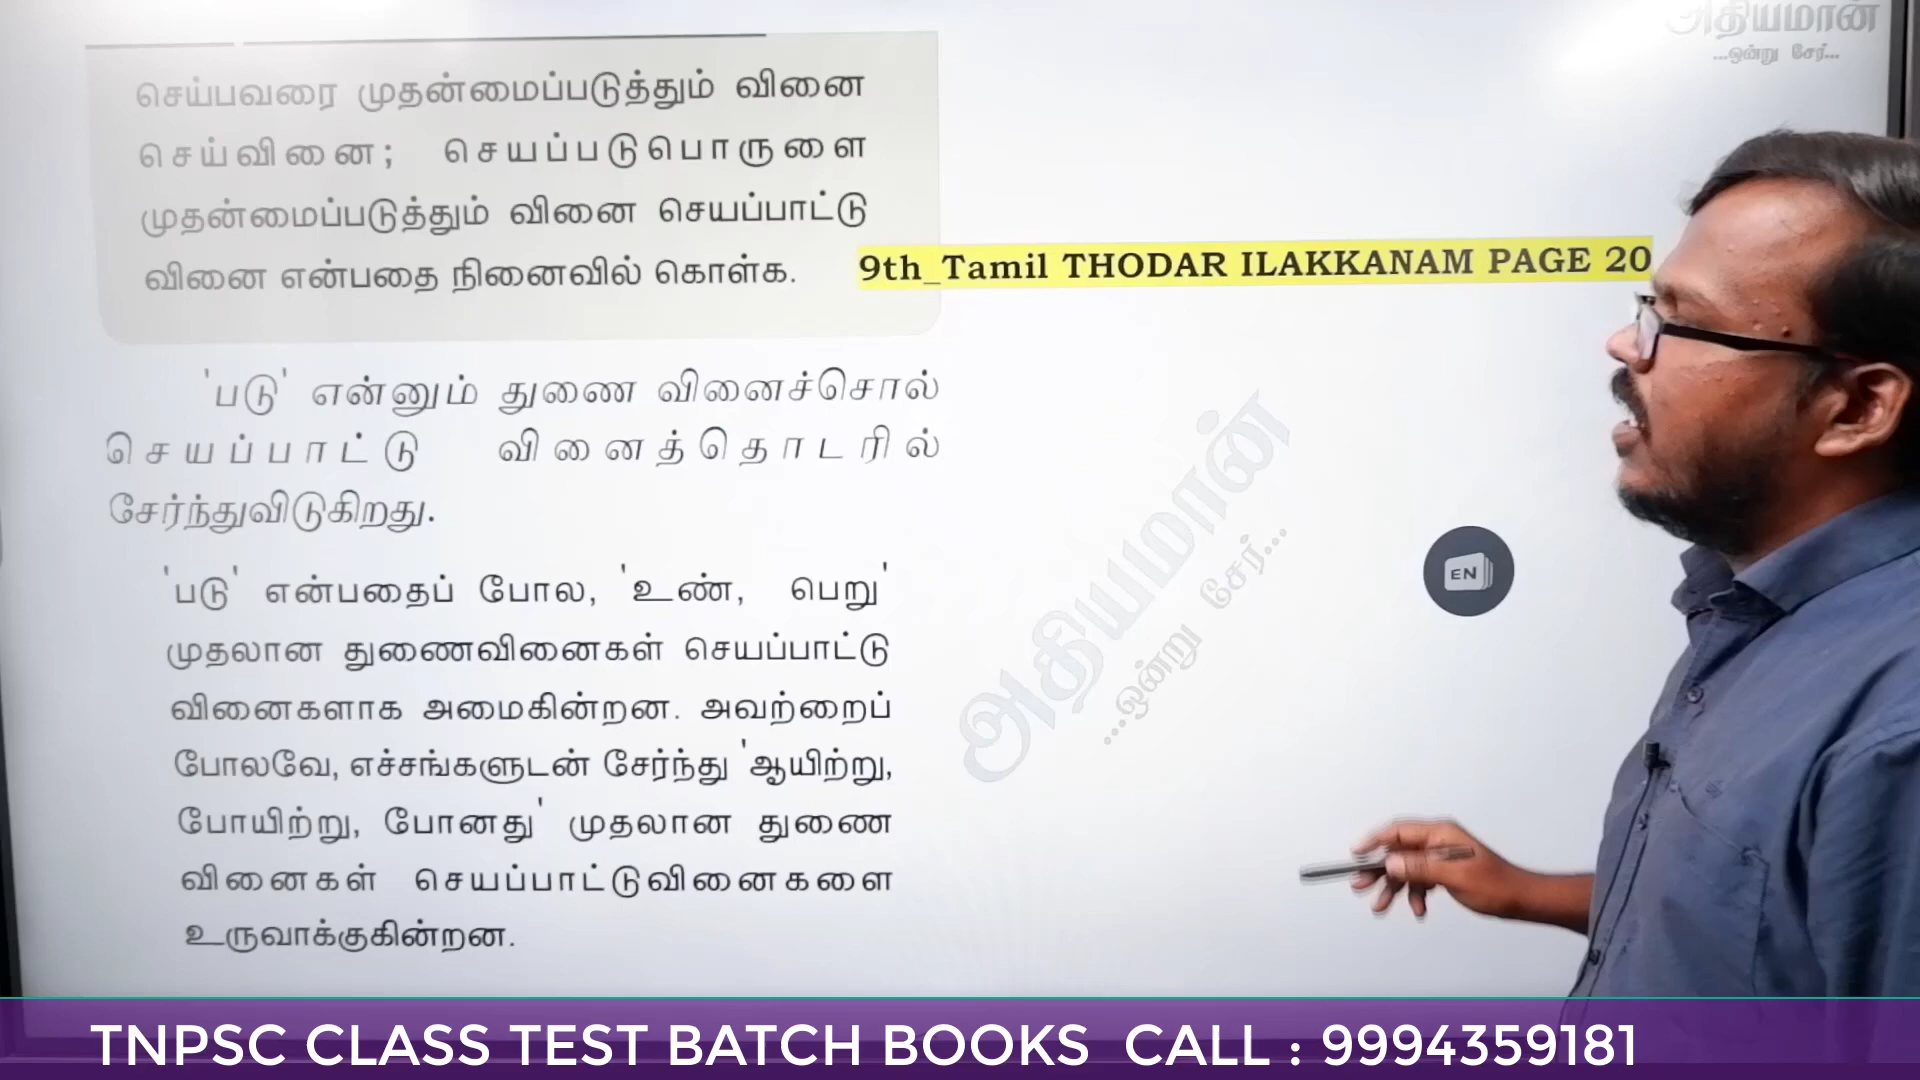 அதியமான்
...ஒன்று சேர்...
செய்பவரை முதன்மைப்படுத்தும் வினை
செய்வினை; செயப்படுபொருளை
முதன்மைப்படுத்தும் வினை செயப்பாட்டு
வினை என்பதை நினைவில் கொள்க.
9th_Tamil THODAR ILAKKANAM PAGE 20
'படு' என்னும் துணை வினைச்சொல்
செயப்பாட்டு வினைத்தொடரில்
சேர்ந்துவிடுகிறது.
'படு' என்பதைப் போல, 'உண், பெறு'
முதலான துணைவினைகள் செயப்பாட்டு
வினைகளாக அமைகின்றன. அவற்றைப்
போலவே, எச்சங்களுடன் சேர்ந்து 'ஆயிற்று,
போயிற்று, போனது' முதலான துணை
வினைகள் செயப்பாட்டுவினைகளை
உருவாக்குகின்றன.
அதியமான்
...ஒன்று சேர்...
EN
TNPSC CLASS TEST BATCH BOOKS CALL : 9994359181